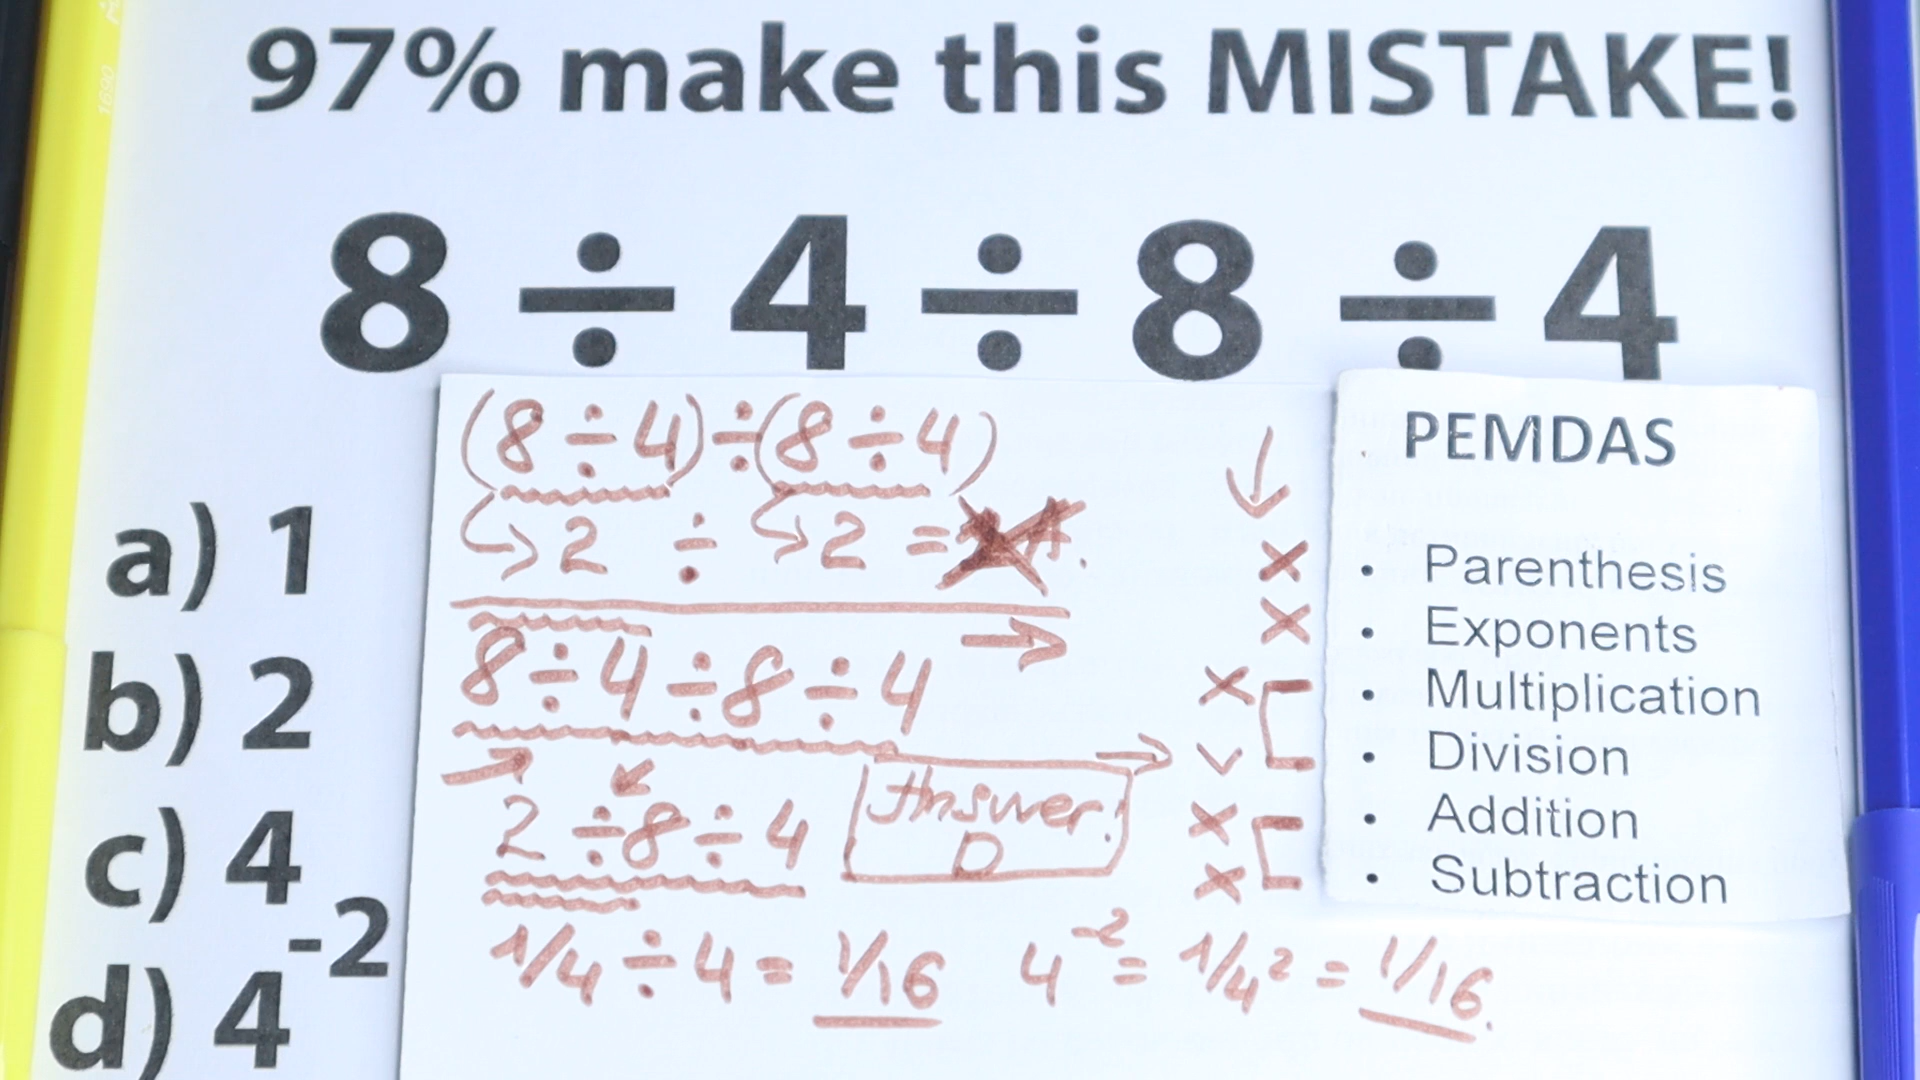 97% make this MISTAKE!
8 ÷ 4 ÷ 8 ÷ 4
a) 1
b) 2
c) 4
d) 4^-2
(8 ÷ 4) ÷ (8 ÷ 4)
2 ÷ 2 =
8 ÷ 4 ÷ 8 ÷ 4
2 ÷ 8 ÷ 4
Answer:
D
1/4 ÷ 4 = 1/16
4^-2 = 1/4^2 = 1/16.
PEMDAS
• Parenthesis
• Exponents
• Multiplication
• Division
• Addition
• Subtraction